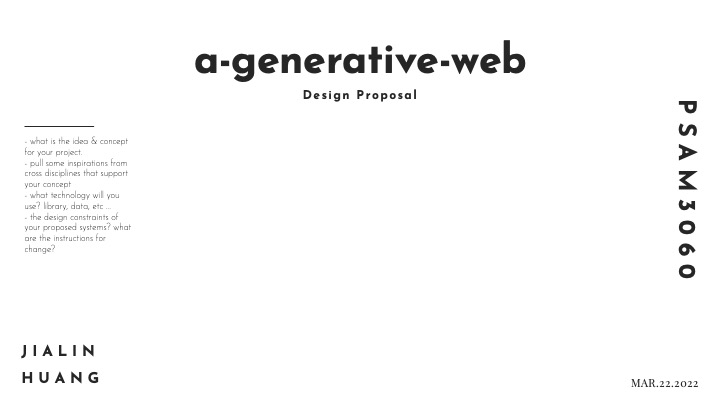 a-generative-web
Design Proposal
- what is the idea & concept
for your project.
- pull some inspirations from
cross disciplines that support
your concept
- what technology will you
use? library, data, etc ...
- the design constraints of
your proposed systems? what
are the instructions for
change?
PSAM3060
JIALIN
HUANG
MAR.22.2022